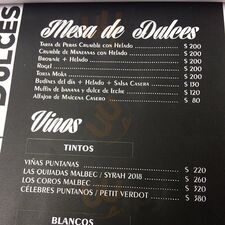 DULCES
Mesa de Dulces
Tarta de Peras Crumble con Helado $ 200
Crumble de Manzanas con Helado $ 200
Brownie + Helado $ 200
Rogel $ 200
Torta Moka $ 200
Budines del día + Helado + Salsa Casera $ 130
Muffin de banana y dulce de leche $ 120
Alfajor de Maicena Casero $ 80
Vinos
TINTOS
VIÑAS PUNTANAS $ 220
LAS QUIJADAS MALBEC / SYRAH 2018 $ 260
LOS COROS MALBEC $ 320
CÉLEBRES PUNTANOS / PETIT VERDOT $ 380
BLANCOS